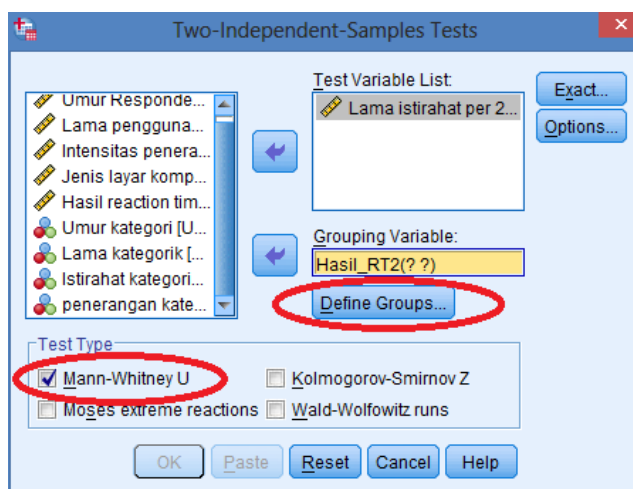 Two-Independent-Samples Tests
Umur Responde...
Lama pengguna...
Intensitas penera...
Jenis layar komp...
Hasil reaction tim...
Umur kategori [U...
Lama kategorik [...
Istirahat kategori...
penerangan kate...
Test Variable List:
Lama istirahat per 2...
Exact...
Options...
Grouping Variable:
Hasil_RT2(? ?)
Define Groups...
Test Type
Mann-Whitney U
Kolmogorov-Smirnov Z
Moses extreme reactions
Wald-Wolfowitz runs
OK
Paste
Reset
Cancel
Help